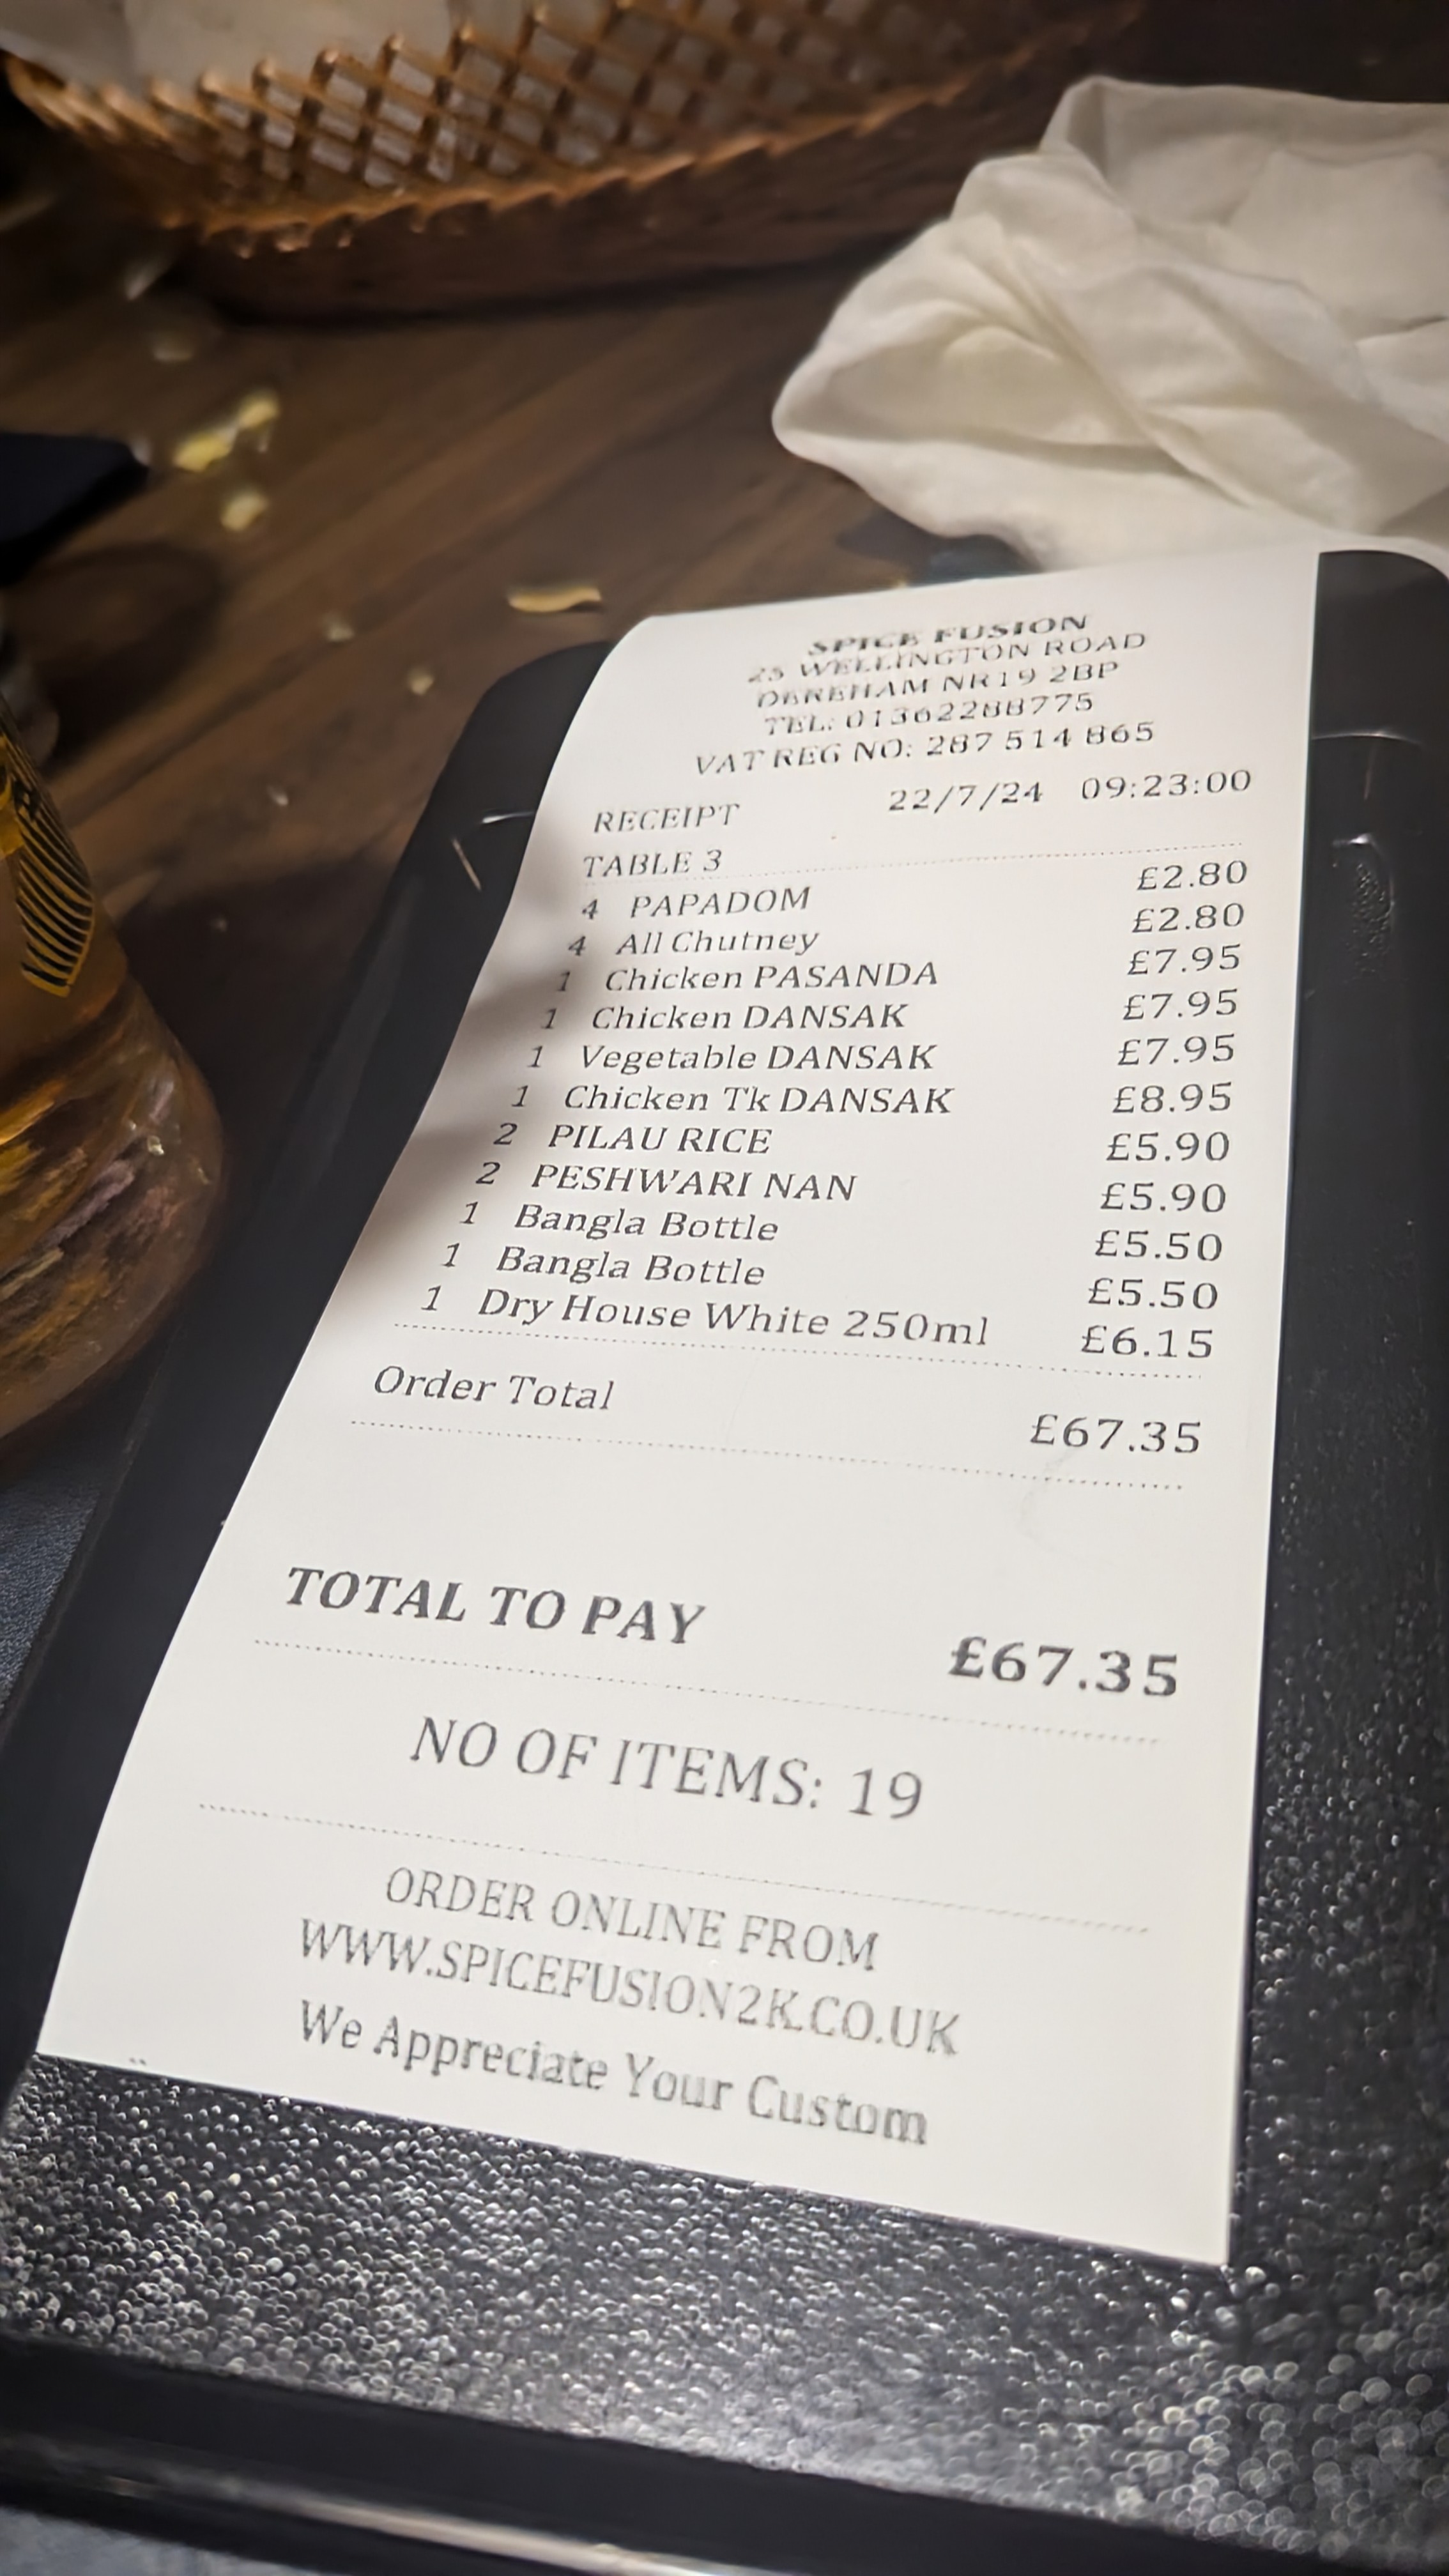 SPICE FUSION
25 WELLINGTON ROAD
DEREHAM NR19 2BP
TEL: 01362288775
VAT REG NO: 287 514 865
RECEIPT 22/7/24 09:23:00
TABLE 3
4 PAPADOM £2.80
4 All Chutney £2.80
1 Chicken PASANDA £7.95
1 Chicken DANSAK £7.95
1 Vegetable DANSAK £7.95
1 Chicken Tk DANSAK £8.95
2 PILAU RICE £5.90
2 PESHWARI NAN £5.90
1 Bangla Bottle £5.50
1 Bangla Bottle £5.50
1 Dry House White 250ml £6.15
Order Total £67.35
TOTAL TO PAY £67.35
NO OF ITEMS: 19
ORDER ONLINE FROM
WWW.SPICEFUSION2K.CO.UK
We Appreciate Your Custom